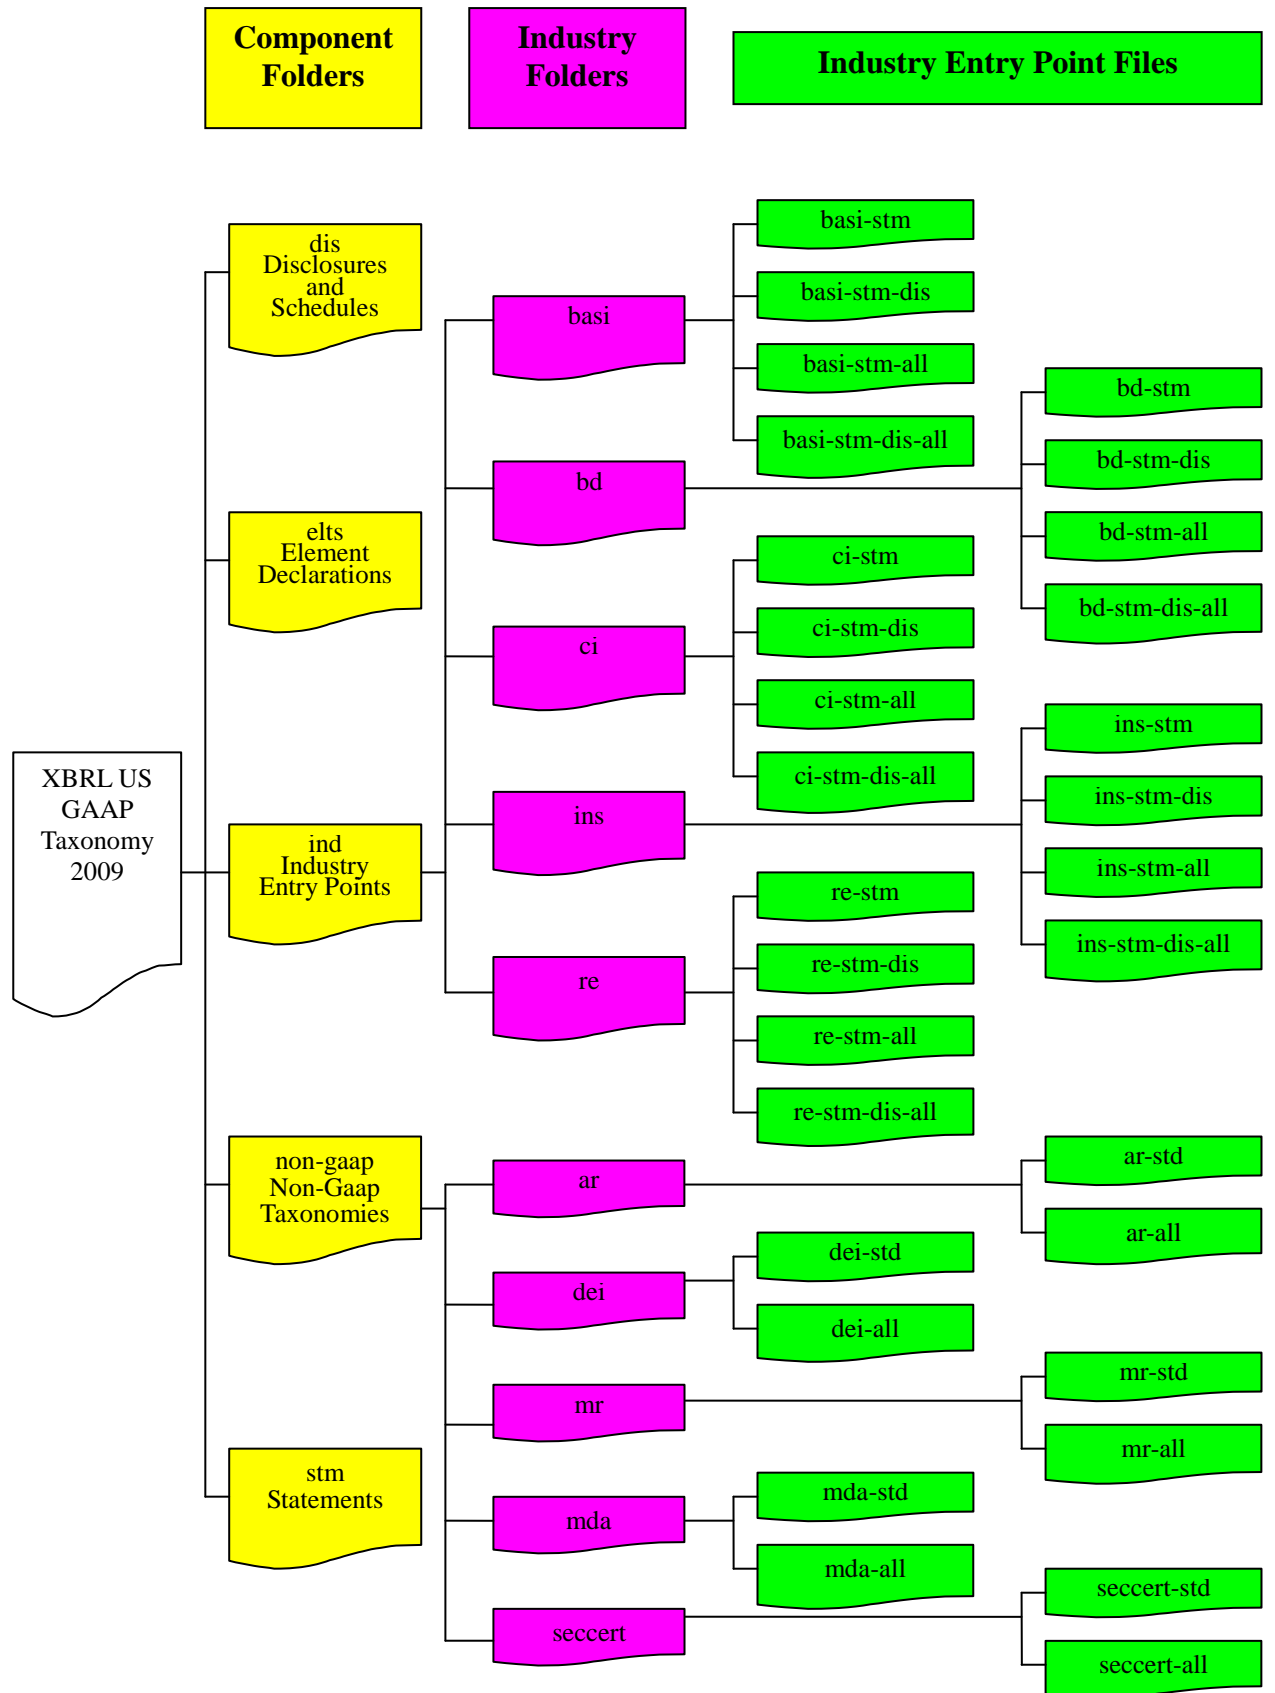 Component
Folders
Industry
Folders
Industry Entry Point Files
XBRL US
GAAP
Taxonomy
2009
dis
Disclosures
and
Schedules
elts
Element
Declarations
ind
Industry
Entry Points
non-gaap
Non-Gaap
Taxonomies
stm
Statements
basi
bd
ci
ins
re
ar
dei
mr
mda
seccert
basi-stm
basi-stm-dis
basi-stm-all
basi-stm-dis-all
bd-stm
bd-stm-dis
bd-stm-all
bd-stm-dis-all
ci-stm
ci-stm-dis
ci-stm-all
ci-stm-dis-all
ins-stm
ins-stm-dis
ins-stm-all
ins-stm-dis-all
re-stm
re-stm-dis
re-stm-all
re-stm-dis-all
ar-std
ar-all
dei-std
dei-all
mr-std
mr-all
mda-std
mda-all
seccert-std
seccert-all